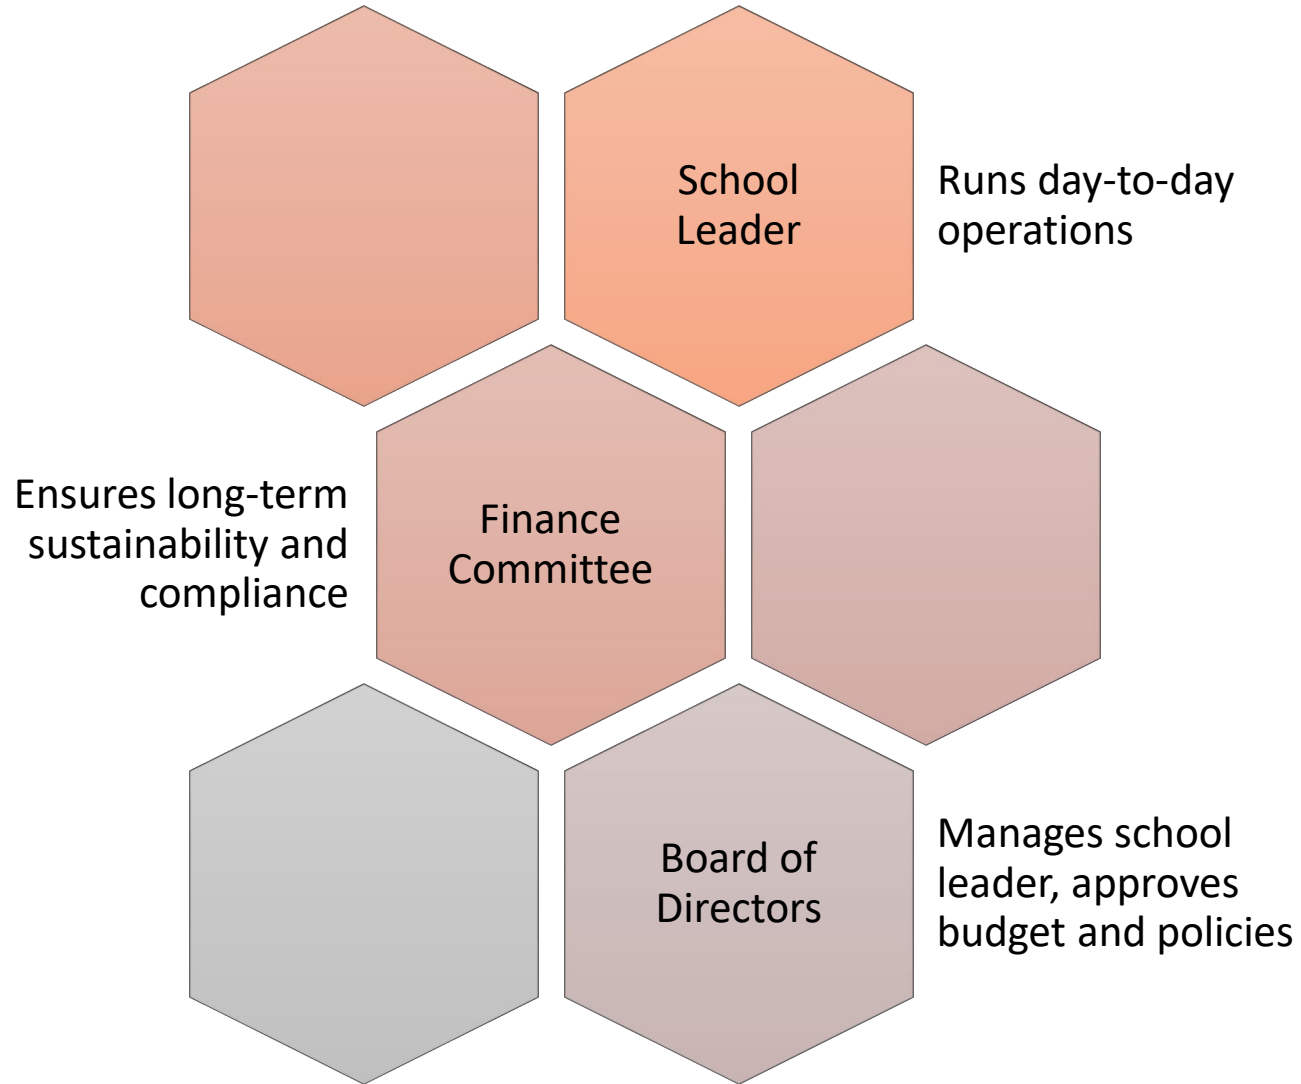 School
Leader
Runs day-to-day
operations
Ensures long-term
sustainability and
compliance
Finance
Committee
Board of
Directors
Manages school
leader, approves
budget and policies